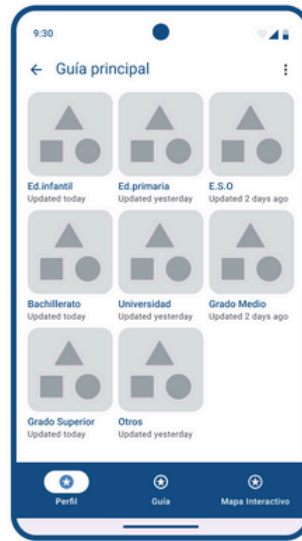 9:30
Guía principal
Ed.infantil Ed.primaria E.S.O
Updated today Updated yesterday Updated 2 days ago
Bachillerato Universidad Grado Medio
Updated today Updated yesterday Updated 2 days ago
Grado Superior Otros
Updated today Updated yesterday
Perfil Guía Mapa Interactivo